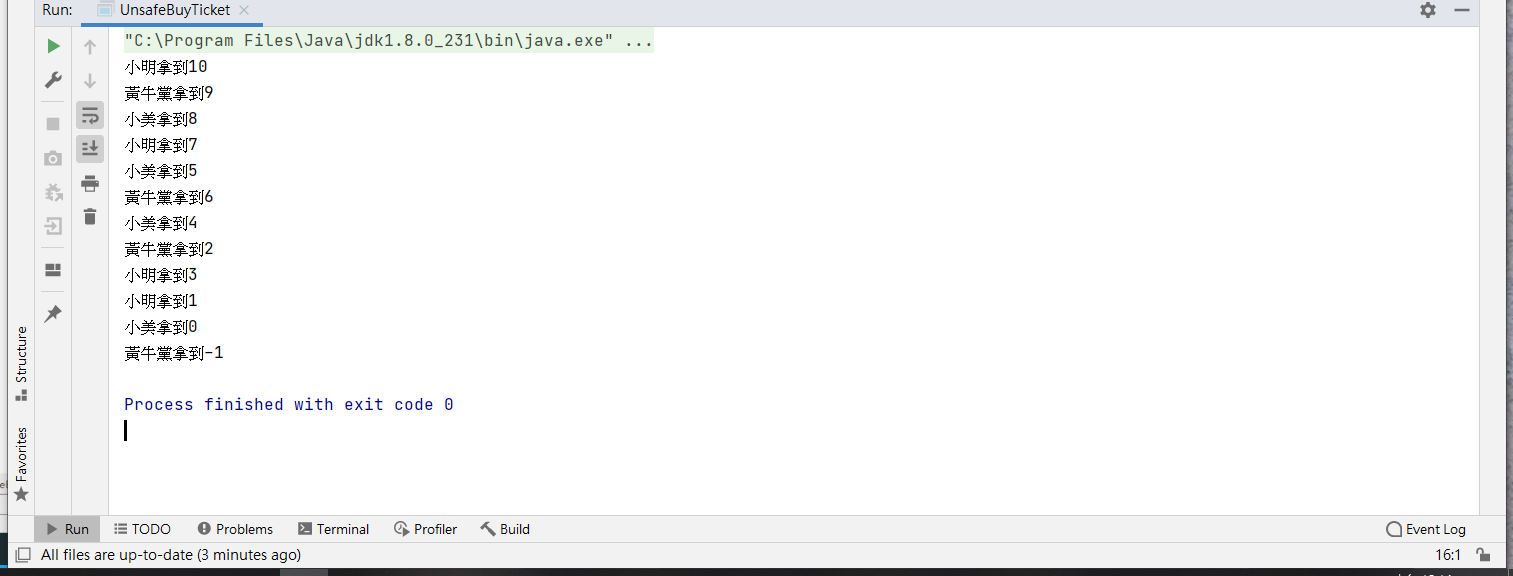 Run: UnsafeBuyTicket
"C:\Program Files\Java\jdk1.8.0_231\bin\java.exe" ...
小明拿到10
黃牛黨拿到9
小美拿到8
小明拿到7
小美拿到5
黃牛黨拿到6
小美拿到4
黃牛黨拿到2
小明拿到3
小明拿到1
小美拿到0
黃牛黨拿到-1
Process finished with exit code 0
Structure
Favorites
Run TODO Problems Terminal Profiler Build Event Log
All files are up-to-date (3 minutes ago) 16:1